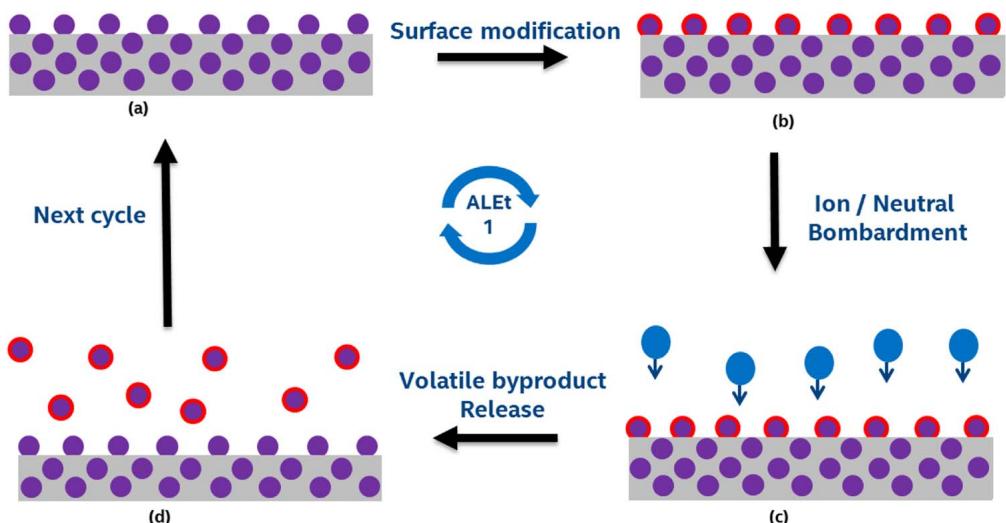 Surface modification
(a)
(b)
Next cycle
ALEt
1
Ion / Neutral
Bombardment
Volatile byproduct
Release
(d)
(c)